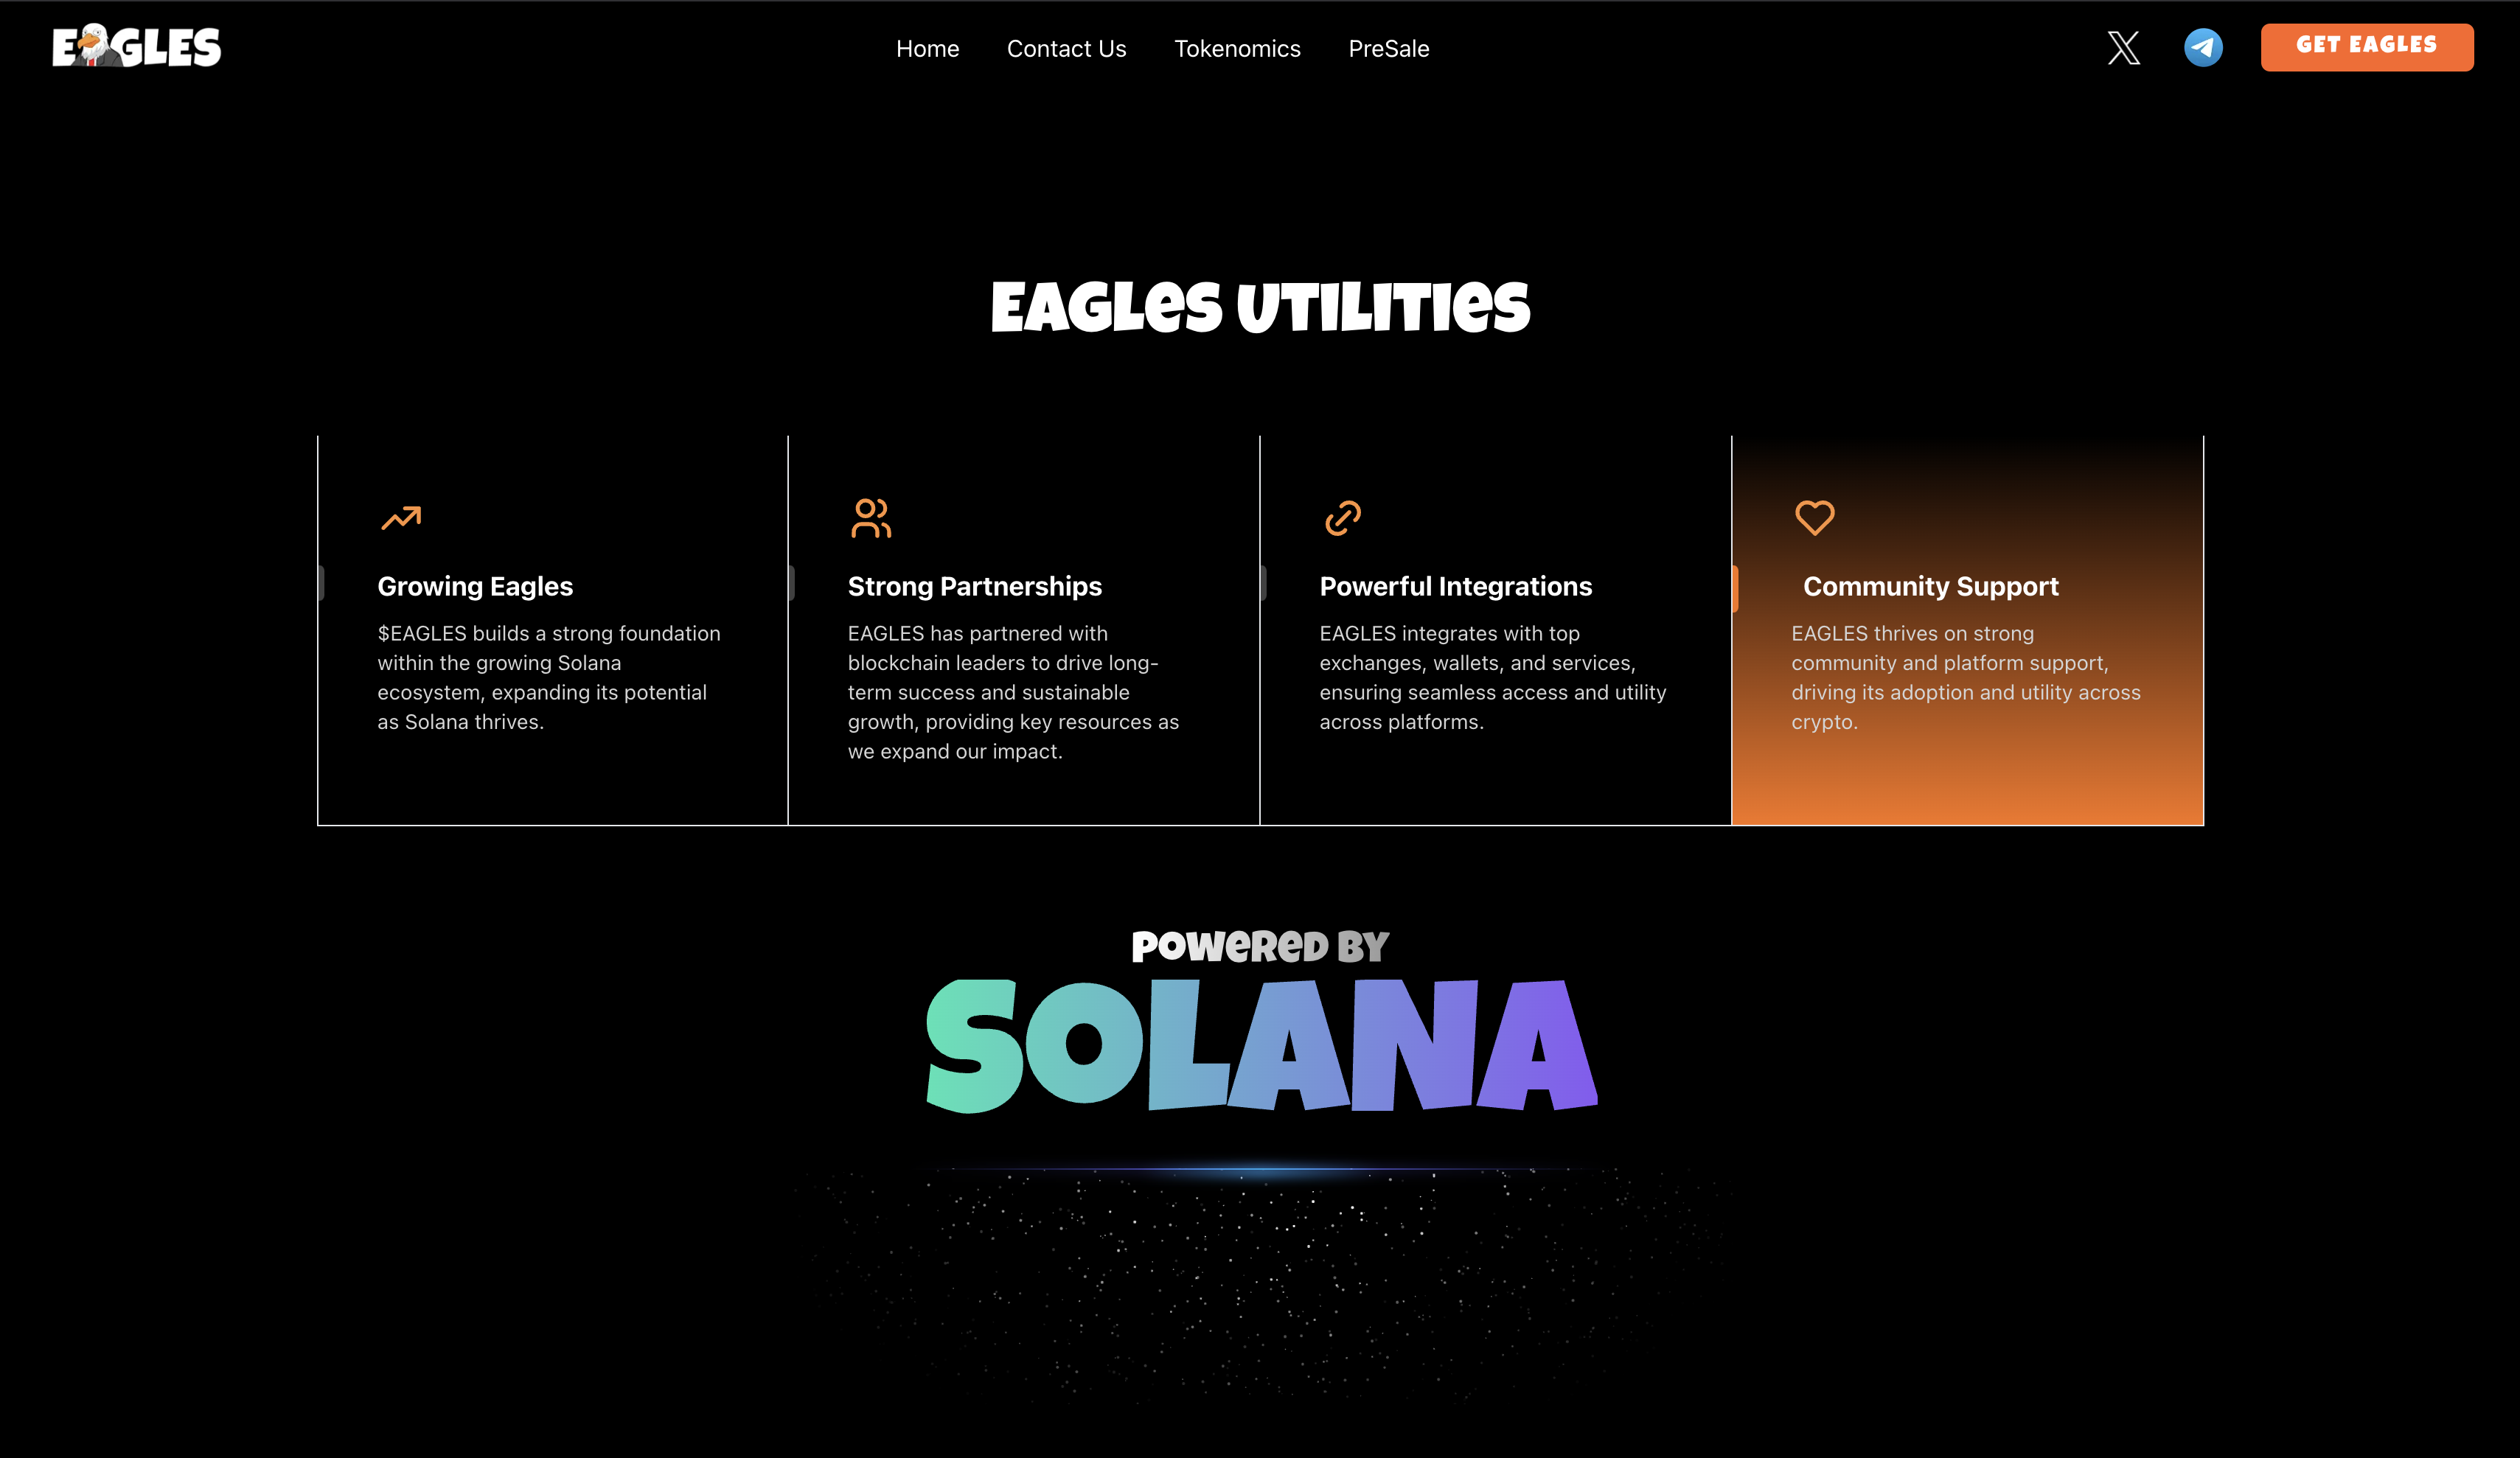 EAGLES
Home
Contact Us
Tokenomics
PreSale
GET EAGLES
EAGLES UTILITIES
Growing Eagles
$EAGLES builds a strong foundation
within the growing Solana
ecosystem, expanding its potential
as Solana thrives.
Strong Partnerships
EAGLES has partnered with
blockchain leaders to drive long-
term success and sustainable
growth, providing key resources as
we expand our impact.
Powerful Integrations
EAGLES integrates with top
exchanges, wallets, and services,
ensuring seamless access and utility
across platforms.
Community Support
EAGLES thrives on strong
community and platform support,
driving its adoption and utility across
crypto.
POWERED BY
SOLANA